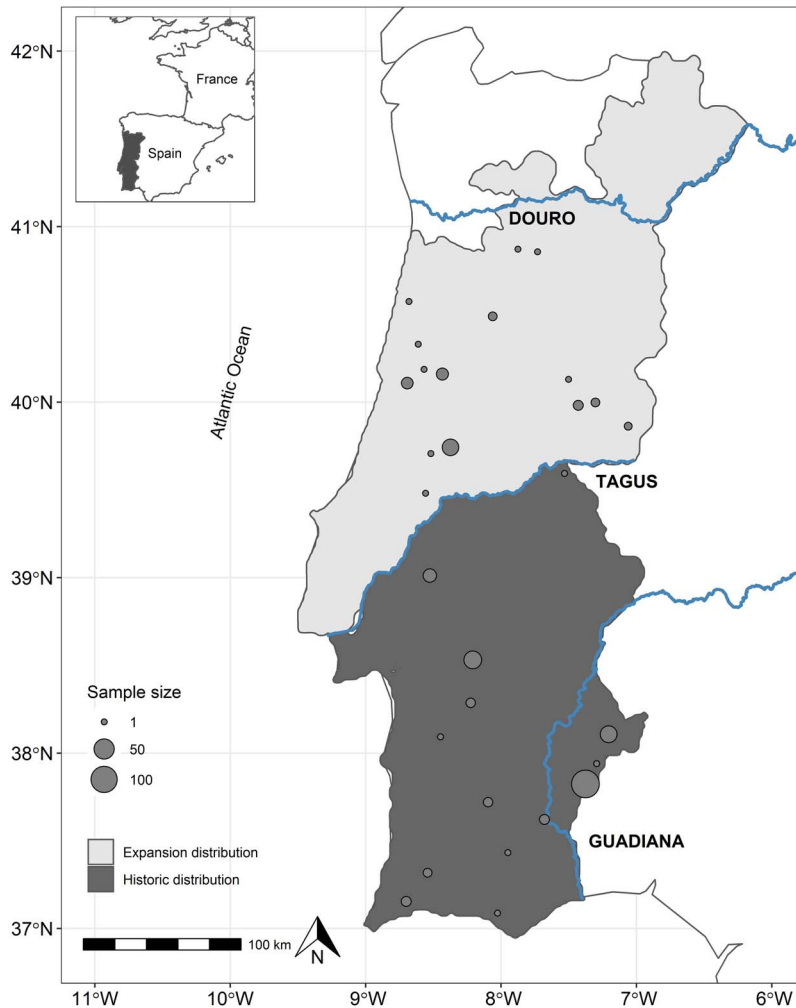 42°N
France
Spain
41°N
DOURO
Atlantic Ocean
40°N
TAGUS
39°N
Sample size
1
50
100
38°N
GUADIANA
Expansion distribution
Historic distribution
37°N
100 km
N
11°W 10°W 9°W 8°W 7°W 6°W